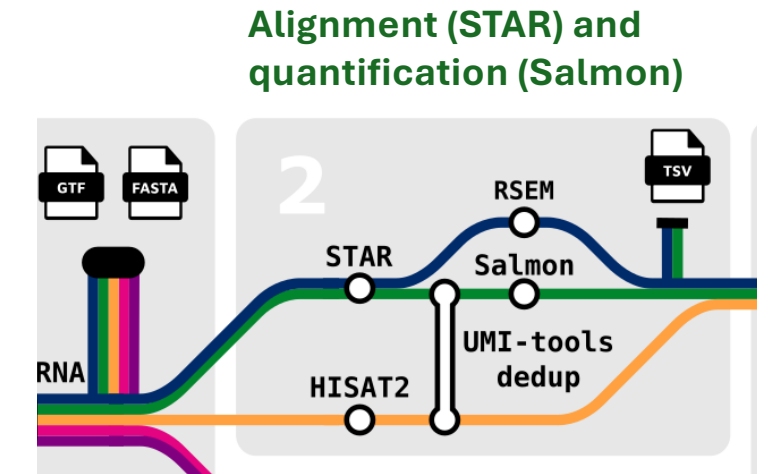 Alignment (STAR) and
quantification (Salmon)
GTF
FASTA
2
TSV
RSEM
STAR
Salmon
UMI-tools
dedup
RNA
HISAT2